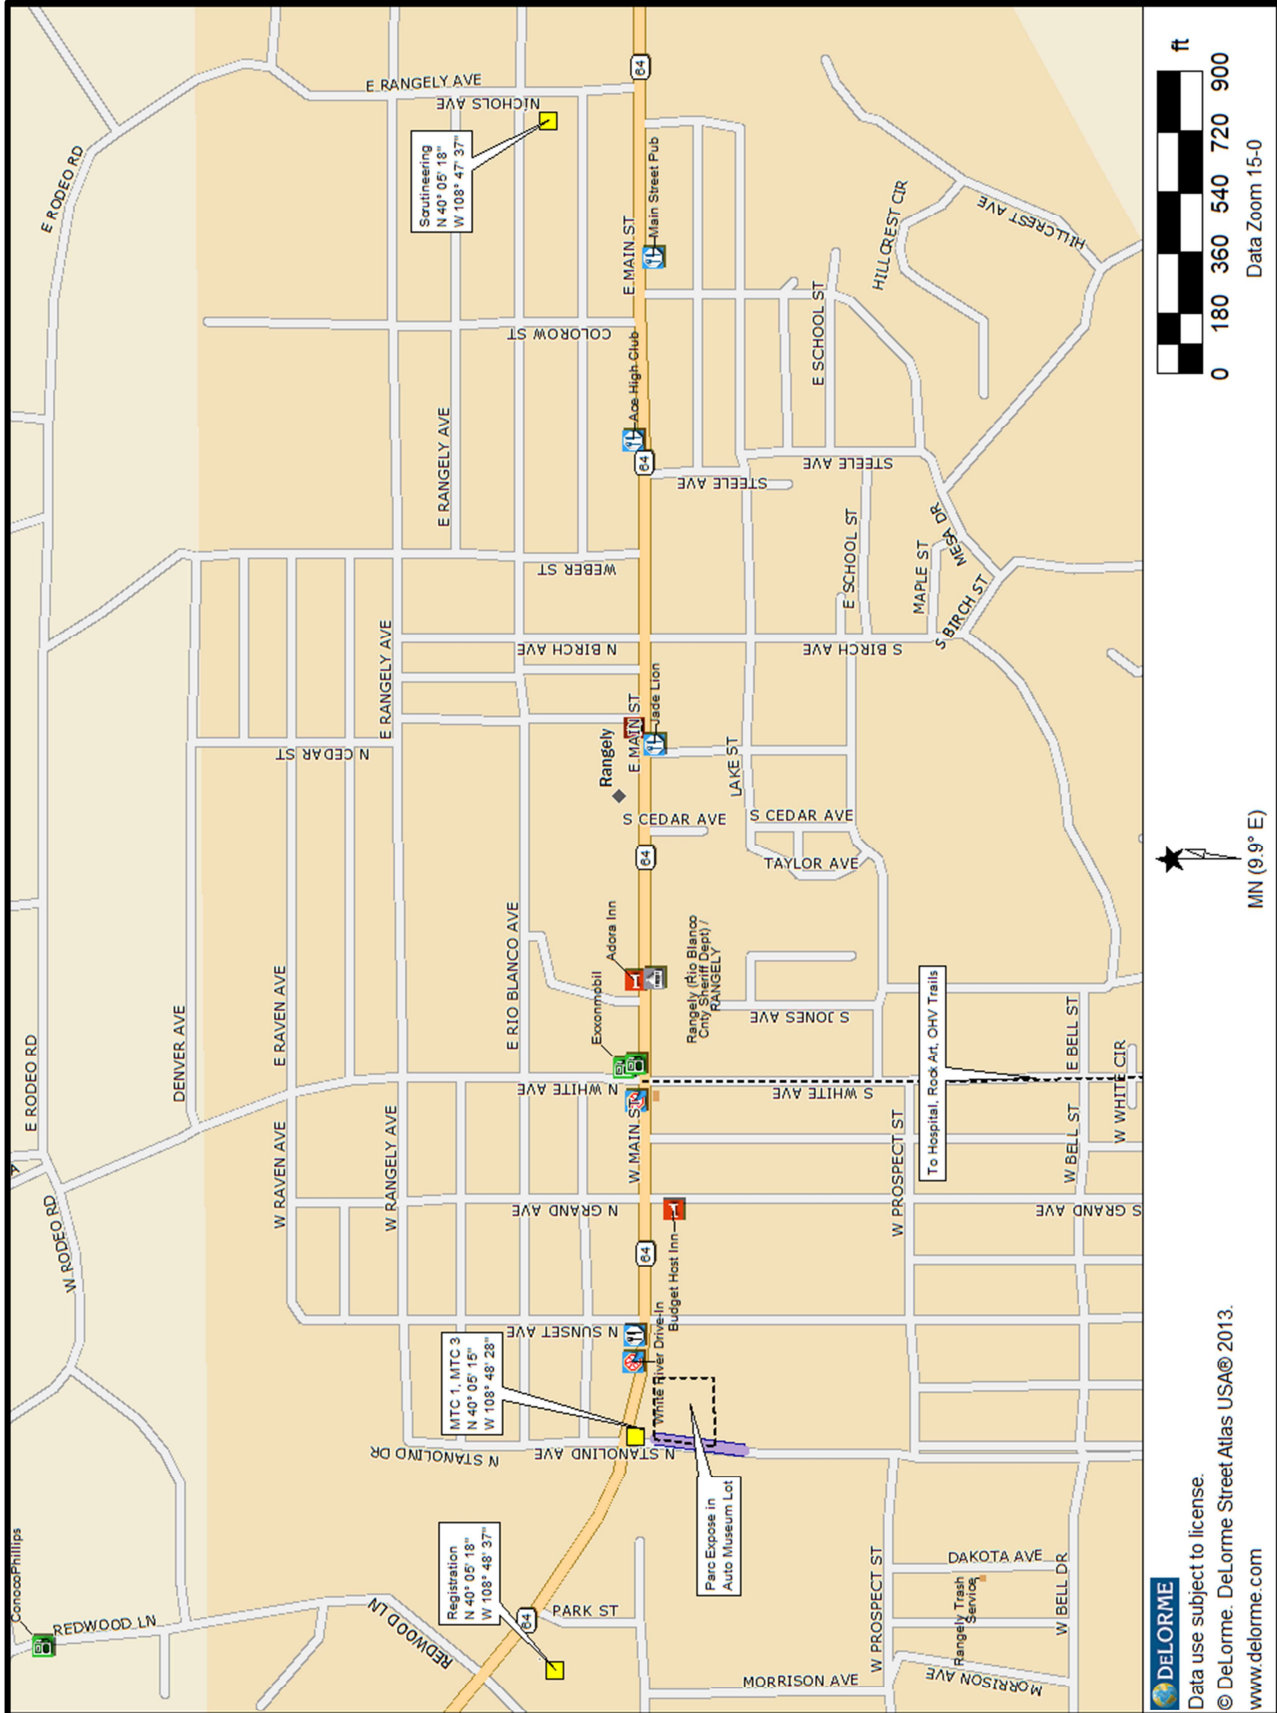 ConocoPhillips
E RODEO RD
W RODEO RD
E RODEO RD
DENVER AVE
REDWOOD LN
REDWOOD LN
W RAVEN AVE
E RAVEN AVE
N CEDAR ST
W RANGELY AVE
E RANGELY AVE
E RANGELY AVE
E RANGELY AVE
NICHOLS AVE
Scrutineering
N 40° 05' 18"
W 108° 47' 37"
Registration
N 40° 05' 18"
W 108° 48' 37"
MTC 1, MTC 3
N 40° 05' 15"
W 108° 48' 28"
N STANOLIND DR
N STANOLIND AVE
N STANOLIND
N SUNSET AVE
N GRAND AVE
N WHITE AVE
E RIO BLANCO AVE
N BIRCH AVE
WEBER ST
COLOROW ST
PARK ST
64
64
64
64
64
Exxonmobil
Adora Inn
Rangely
W MAIN ST
E MAIN ST
E MAIN ST
Ace High Club
Main Street Pub
Jade Lion
White River Drive-In
Budget Host Inn
Rangely (Rio Blanco
Cnty Sheriff Dept) /
RANGELY
Parc Expose in
Auto Museum Lot
S CEDAR AVE
S CEDAR AVE
LAKE ST
TAYLOR AVE
S JONES AVE
S WHITE AVE
STEELE AVE
STEELE AVE
S BIRCH AVE
E SCHOOL ST
E SCHOOL ST
MAPLE ST
MESA DR
S BIRCH ST
HILLCREST CIR
HILLCREST AVE
To Hospital, Rock Art, OHV Trails
W PROSPECT ST
W PROSPECT ST
MORRISON AVE
MORRISON AVE
Rangely Trash
Service
DAKOTA AVE
W BELL DR
W BELL ST
E BELL ST
S GRAND AVE
W WHITE CIR
DELORME
Data use subject to license.
© DeLorme. DeLorme Street Atlas USA® 2013.
www.delorme.com
MN (9.9° E)
ft
0 180 360 540 720 900
Data Zoom 15-0